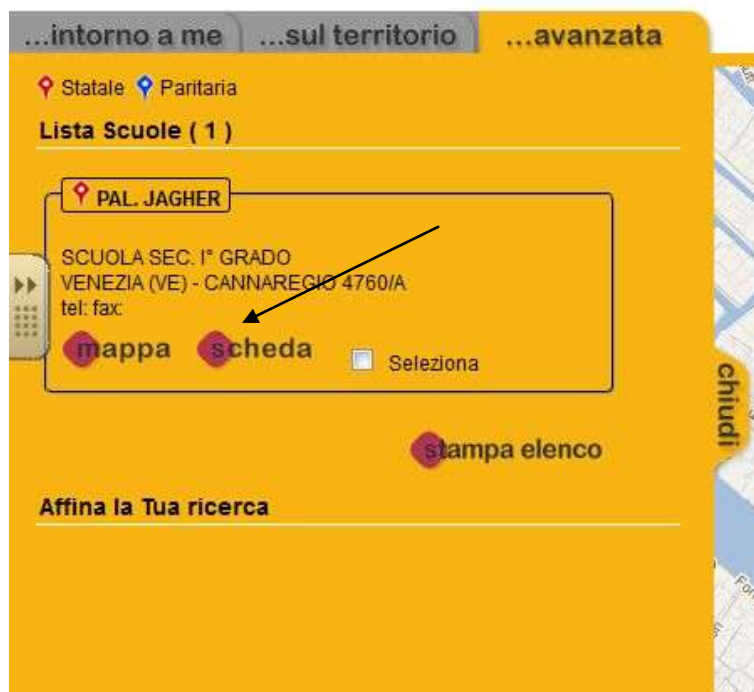 ...intorno a me ...sul territorio ...avanzata
Statale Paritaria
Lista Scuole ( 1 )
PAL. JAGHER
SCUOLA SEC. I° GRADO
VENEZIA (VE) - CANNAREGIO 4760/A
tel: fax:
mappa scheda Seleziona
chiudi
stampa elenco
Affina la Tua ricerca